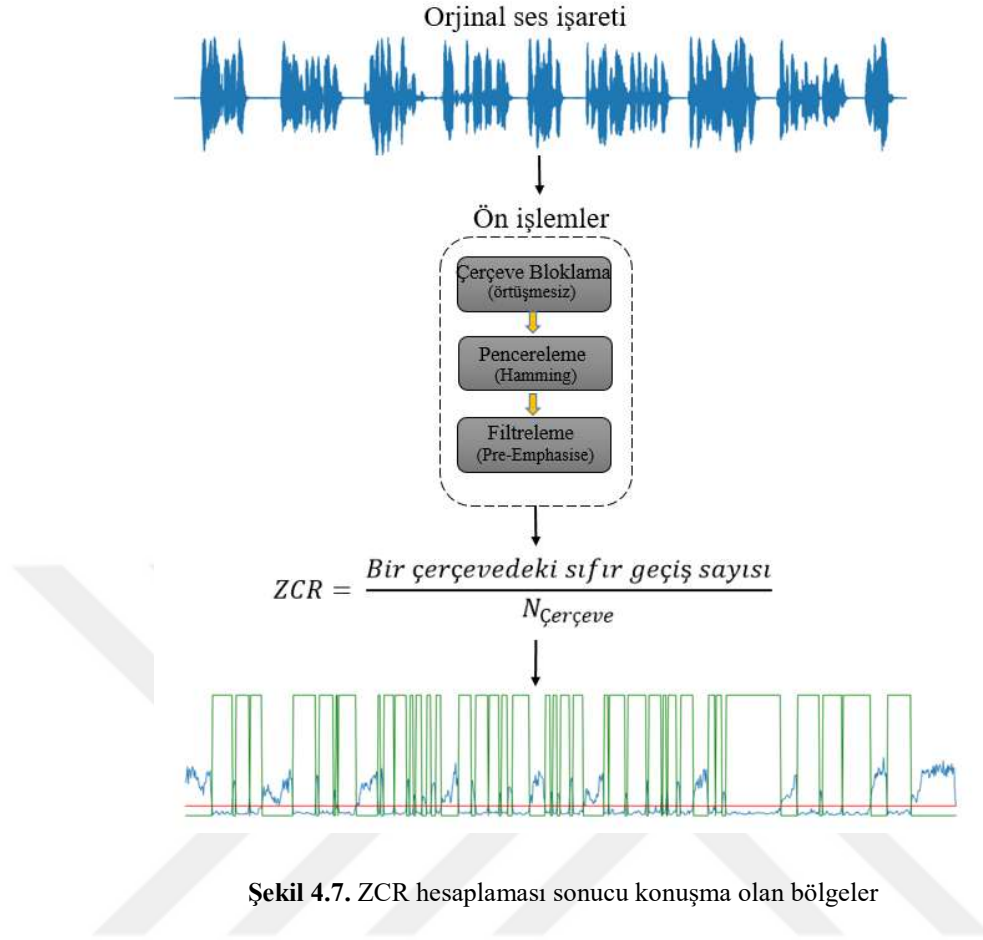 Orjinal ses işareti
Ön işlemler
Çerçeve Bloklama
(örtüşmesiz)
Pencereleme
(Hamming)
Filtreleme
(Pre-Emphasise)
ZCR = Bir çerçevedeki sıfır geçiş sayısı / N_Çerçeve
Şekil 4.7. ZCR hesaplaması sonucu konuşma olan bölgeler